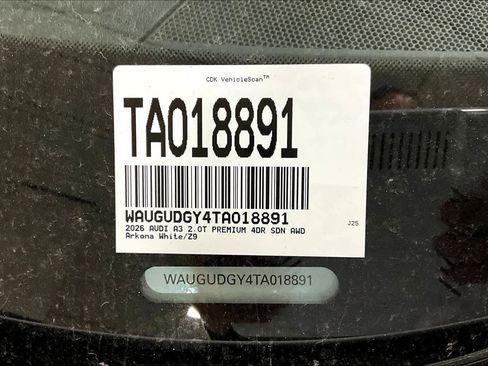 CDK VehicleScan™
TA018891
WAUGUDGY4TA018891
2026 AUDI A3 2.0T PREMIUM 4DR SDN AWD
Arkona White/Z9
J25
WAUGUDGY4TA018891